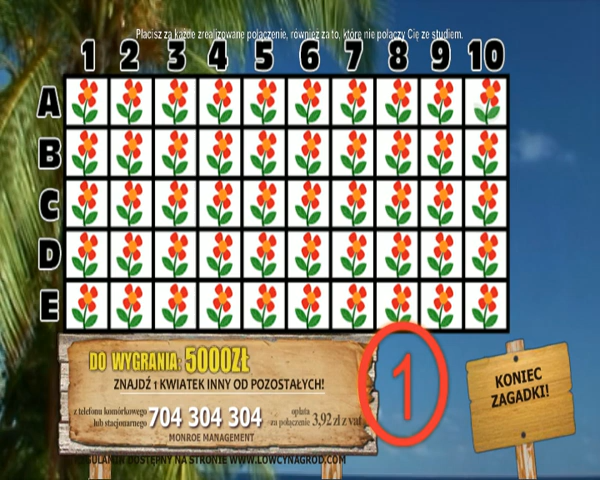 Płacisz za każde zrealizowane połączenie, również za to, które nie połączy Cię ze studiem.
1 2 3 4 5 6 7 8 9 10
A
B
C
D
E
DO WYGRANIA: 5000ZŁ
ZNAJDŹ 1 KWIATEK INNY OD POZOSTAŁYCH!
z telefonu komórkowego
lub stacjonarnego
704 304 304
opłata
za połączenie 3,92 zł z vat
MONROE MANAGEMENT
DOSTĘPNY NA STRONIE WWW.LOWCYNAGROD.COM
1
KONIEC
ZAGADKI!